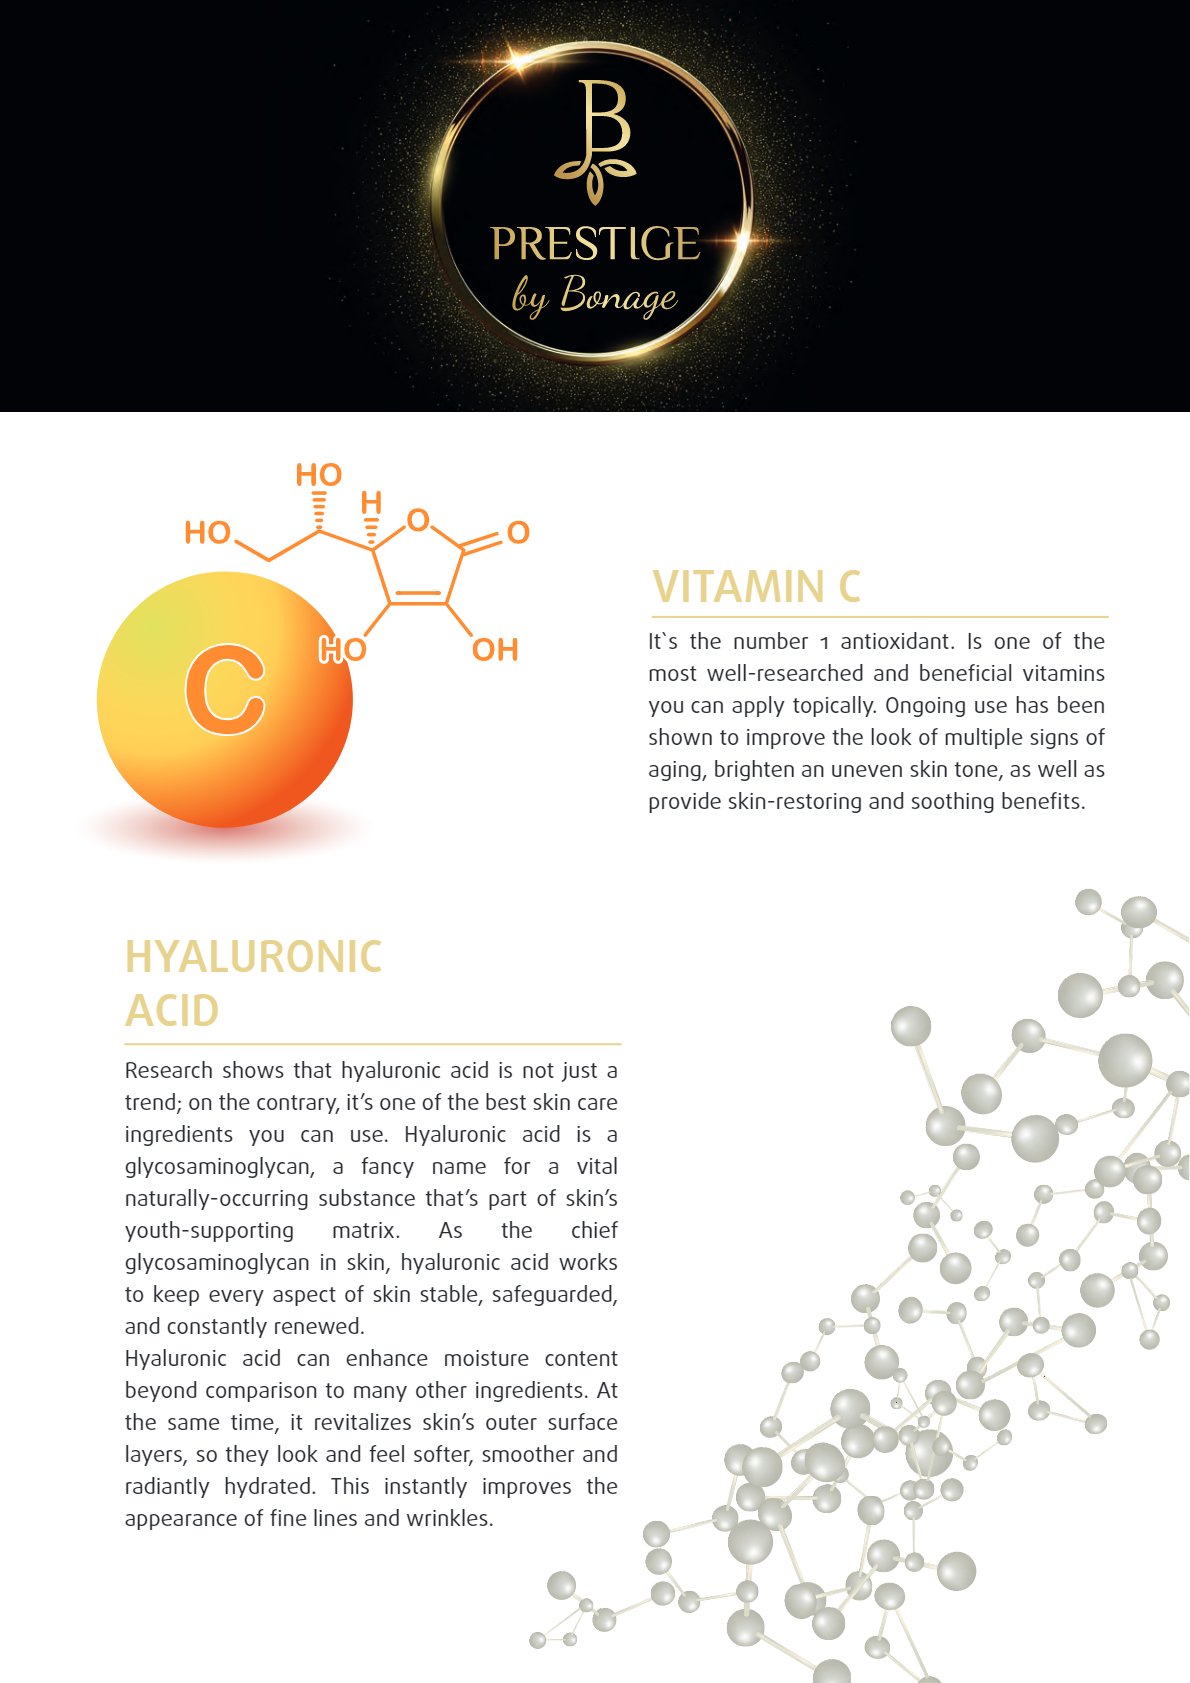 B
PRESTIGE
by Bonage
HO
H
HO
O
O
HO
OH
C
VITAMIN C
It`s the number 1 antioxidant. Is one of the
most well-researched and beneficial vitamins
you can apply topically. Ongoing use has been
shown to improve the look of multiple signs of
aging, brighten an uneven skin tone, as well as
provide skin-restoring and soothing benefits.
HYALURONIC
ACID
Research shows that hyaluronic acid is not just a
trend; on the contrary, it’s one of the best skin care
ingredients you can use. Hyaluronic acid is a
glycosaminoglycan, a fancy name for a vital
naturally-occurring substance that’s part of skin’s
youth-supporting matrix. As the chief
glycosaminoglycan in skin, hyaluronic acid works
to keep every aspect of skin stable, safeguarded,
and constantly renewed.
Hyaluronic acid can enhance moisture content
beyond comparison to many other ingredients. At
the same time, it revitalizes skin’s outer surface
layers, so they look and feel softer, smoother and
radiantly hydrated. This instantly improves the
appearance of fine lines and wrinkles.